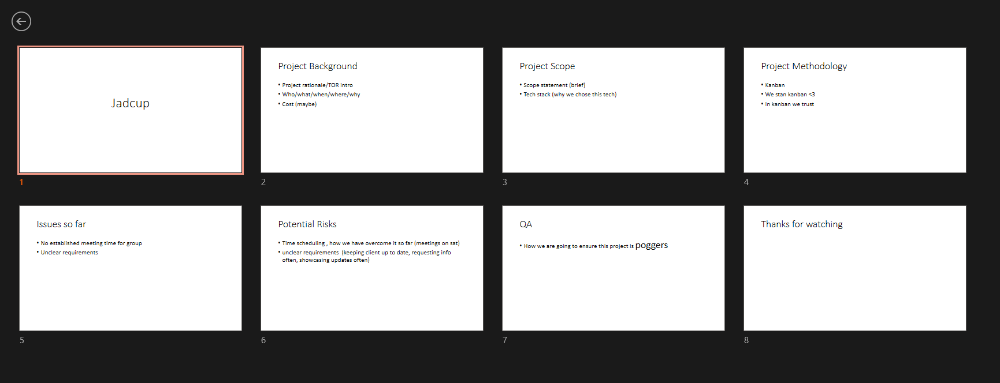 Jadcup
1
Project Background
• Project rationale/TOR intro
• Who/what/when/where/why
• Cost (maybe)
2
Project Scope
• Scope statement (brief)
• Tech stack (why we chose this tech)
3
Project Methodology
• Kanban
• We stan kanban <3
• In kanban we trust
4
Issues so far
• No established meeting time for group
• Unclear requirements
5
Potential Risks
• Time scheduling , how we have overcome it so far (meetings on sat)
• unclear requirements  (keeping client up to date, requesting info
often, showcasing updates often)
6
QA
• How we are going to ensure this project is poggers
7
Thanks for watching
8